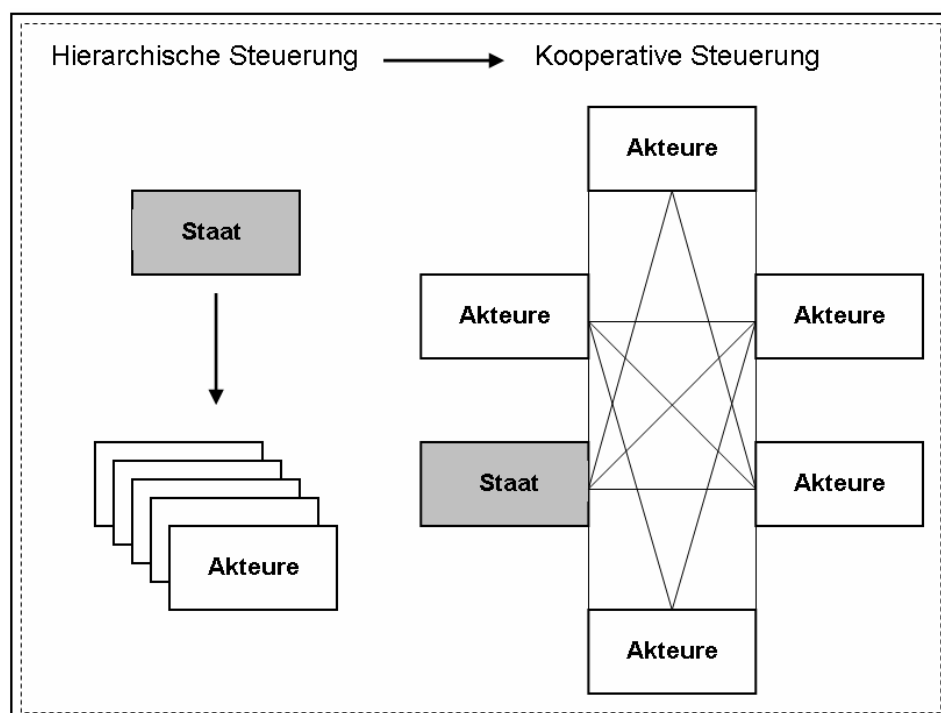 Hierarchische Steuerung
Kooperative Steuerung
Staat
Akteure
Akteure
Akteure
Akteure
Staat
Akteure
Akteure